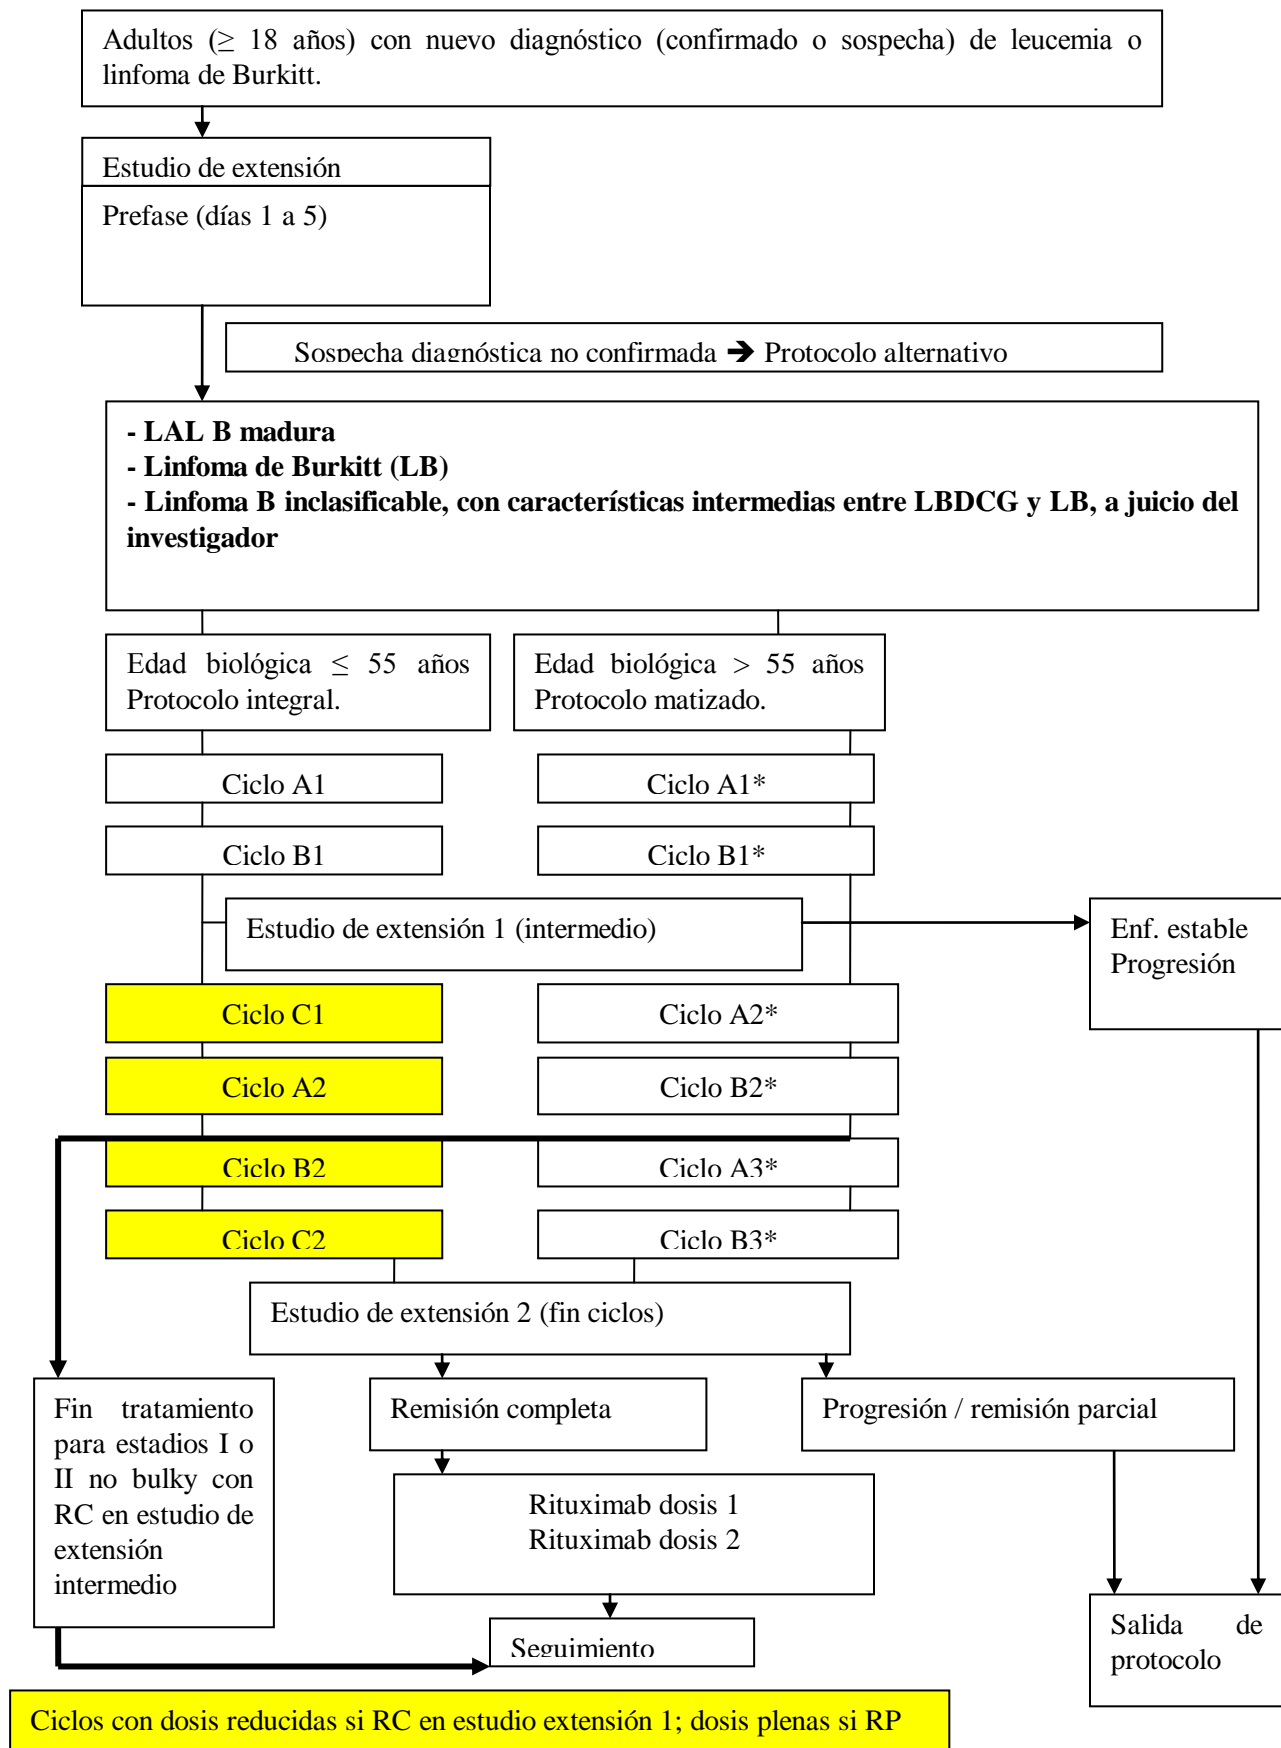 Adultos (≥ 18 años) con nuevo diagnóstico (confirmado o sospecha) de leucemia o
linfoma de Burkitt.
Estudio de extensión
Prefase (días 1 a 5)
Sospecha diagnóstica no confirmada ➔ Protocolo alternativo
- LAL B madura
- Linfoma de Burkitt (LB)
- Linfoma B inclasificable, con características intermedias entre LBDCG y LB, a juicio del
investigador
Edad biológica ≤ 55 años
Protocolo integral.
Edad biológica > 55 años
Protocolo matizado.
Ciclo A1
Ciclo A1*
Ciclo B1
Ciclo B1*
Estudio de extensión 1 (intermedio)
Enf. estable
Progresión
Ciclo C1
Ciclo A2*
Ciclo A2
Ciclo B2*
Ciclo B2
Ciclo A3*
Ciclo C2
Ciclo B3*
Estudio de extensión 2 (fin ciclos)
Fin tratamiento
para estadios I o
II no bulky con
RC en estudio de
extensión
intermedio
Remisión completa
Progresión / remisión parcial
Rituximab dosis 1
Rituximab dosis 2
Seguimiento
Salida de
protocolo
Ciclos con dosis reducidas si RC en estudio extensión 1; dosis plenas si RP